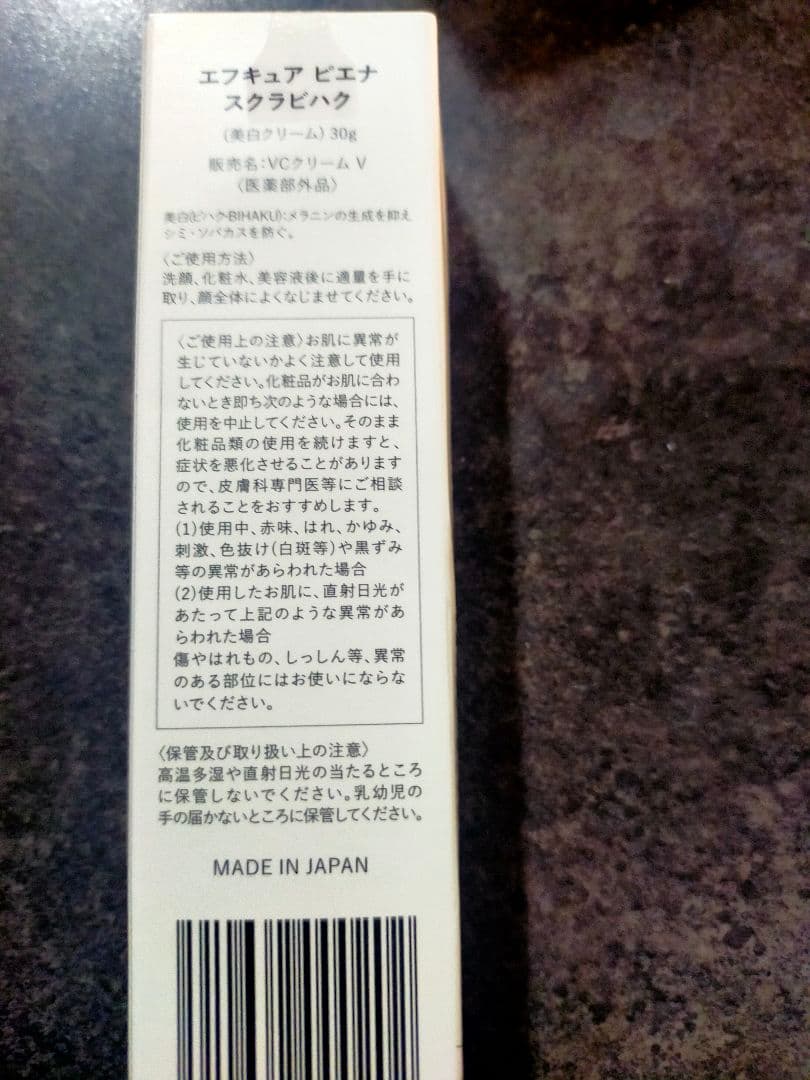 エフキュア ビエナ
スクラビハク
(美白クリーム) 30g
販売名:VCクリーム V
〈医薬部外品〉
美白(ビハク・BIHAKU):メラニンの生成を抑え
シミ・ソバカスを防ぐ。
〈ご使用方法〉
洗顔、化粧水、美容液後に適量を手に
取り、顔全体によくなじませてください。
〈ご使用上の注意〉お肌に異常が
生じていないかよく注意して使用
してください。化粧品がお肌に合わ
ないとき即ち次のような場合には、
使用を中止してください。そのまま
化粧品類の使用を続けますと、
症状を悪化させることがあります
ので、皮膚科専門医等にご相談
されることをおすすめします。
(1)使用中、赤味、はれ、かゆみ、
刺激、色抜け(白斑等)や黒ずみ
等の異常があらわれた場合
(2)使用したお肌に、直射日光が
あたって上記のような異常があ
らわれた場合
傷やはれもの、しっしん等、異常
のある部位にはお使いにならな
いでください。
〈保管及び取り扱い上の注意〉
高温多湿や直射日光の当たるところ
に保管しないでください。乳幼児の
手の届かないところに保管してください。
MADE IN JAPAN